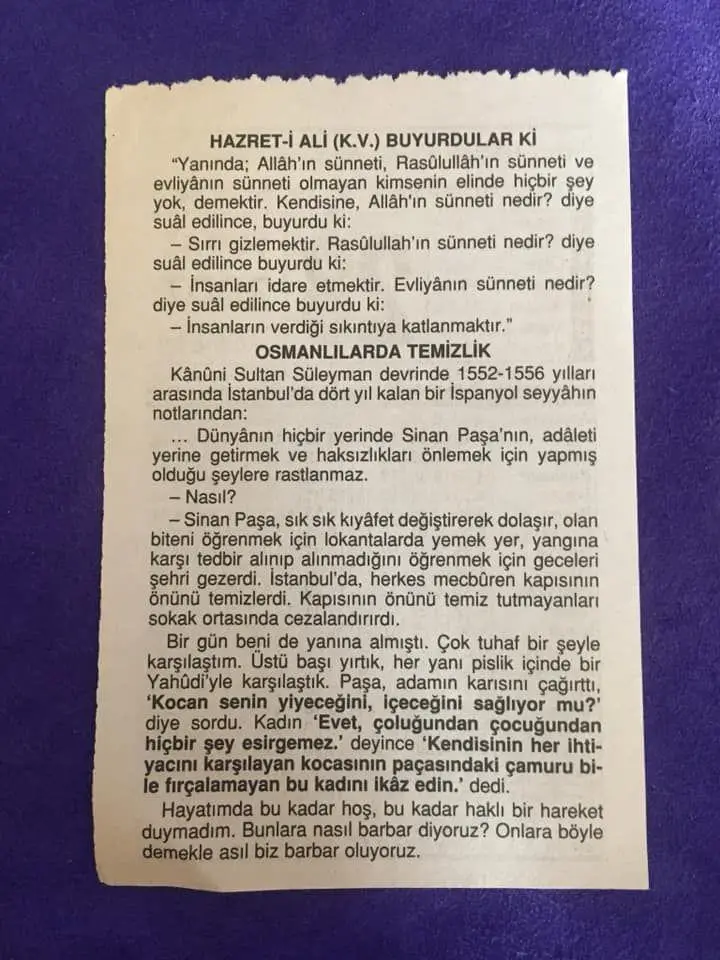 HAZRET-İ ALİ (K.V.) BUYURDULAR Kİ
“Yanında; Allâh’ın sünneti, Rasûlullâh’ın sünneti ve
evliyânın sünneti olmayan kimsenin elinde hiçbir şey
yok, demektir. Kendisine, Allâh’ın sünneti nedir? diye
suâl edilince, buyurdu ki:
– Sırrı gizlemektir. Rasûlullah’ın sünneti nedir? diye
suâl edilince buyurdu ki:
– İnsanları idare etmektir. Evliyânın sünneti nedir?
diye suâl edilince buyurdu ki:
– İnsanların verdiği sıkıntıya katlanmaktır.”
OSMANLILARDA TEMİZLİK
Kânûni Sultan Süleyman devrinde 1552-1556 yılları
arasında İstanbul’da dört yıl kalan bir İspanyol seyyâhın
notlarından:
... Dünyânın hiçbir yerinde Sinan Paşa’nın, adâleti
yerine getirmek ve haksızlıkları önlemek için yapmış
olduğu şeylere rastlanmaz.
– Nasıl?
– Sinan Paşa, sık sık kıyâfet değiştirerek dolaşır, olan
biteni öğrenmek için lokantalarda yemek yer, yangına
karşı tedbir alınıp alınmadığını öğrenmek için geceleri
şehri gezerdi. İstanbul’da, herkes mecbûren kapısının
önünü temizlerdi. Kapısının önünü temiz tutmayanları
sokak ortasında cezalandırırdı.
Bir gün beni de yanına almıştı. Çok tuhaf bir şeyle
karşılaştım. Üstü başı yırtık, her yanı pislik içinde bir
Yahûdi’yle karşılaştık. Paşa, adamın karısını çağırttı,
‘Kocan senin yiyeceğini, içeceğini sağlıyor mu?’
diye sordu. Kadın ‘Evet, çoluğundan çocuğundan
hiçbir şey esirgemez.’ deyince ‘Kendisinin her ihti-
yacını karşılayan kocasının paçasındaki çamuru bi-
le fırçalamayan bu kadını ikâz edin.’ dedi.
Hayatımda bu kadar hoş, bu kadar haklı bir hareket
duymadım. Bunlara nasıl barbar diyoruz? Onlara böyle
demekle asıl biz barbar oluyoruz.